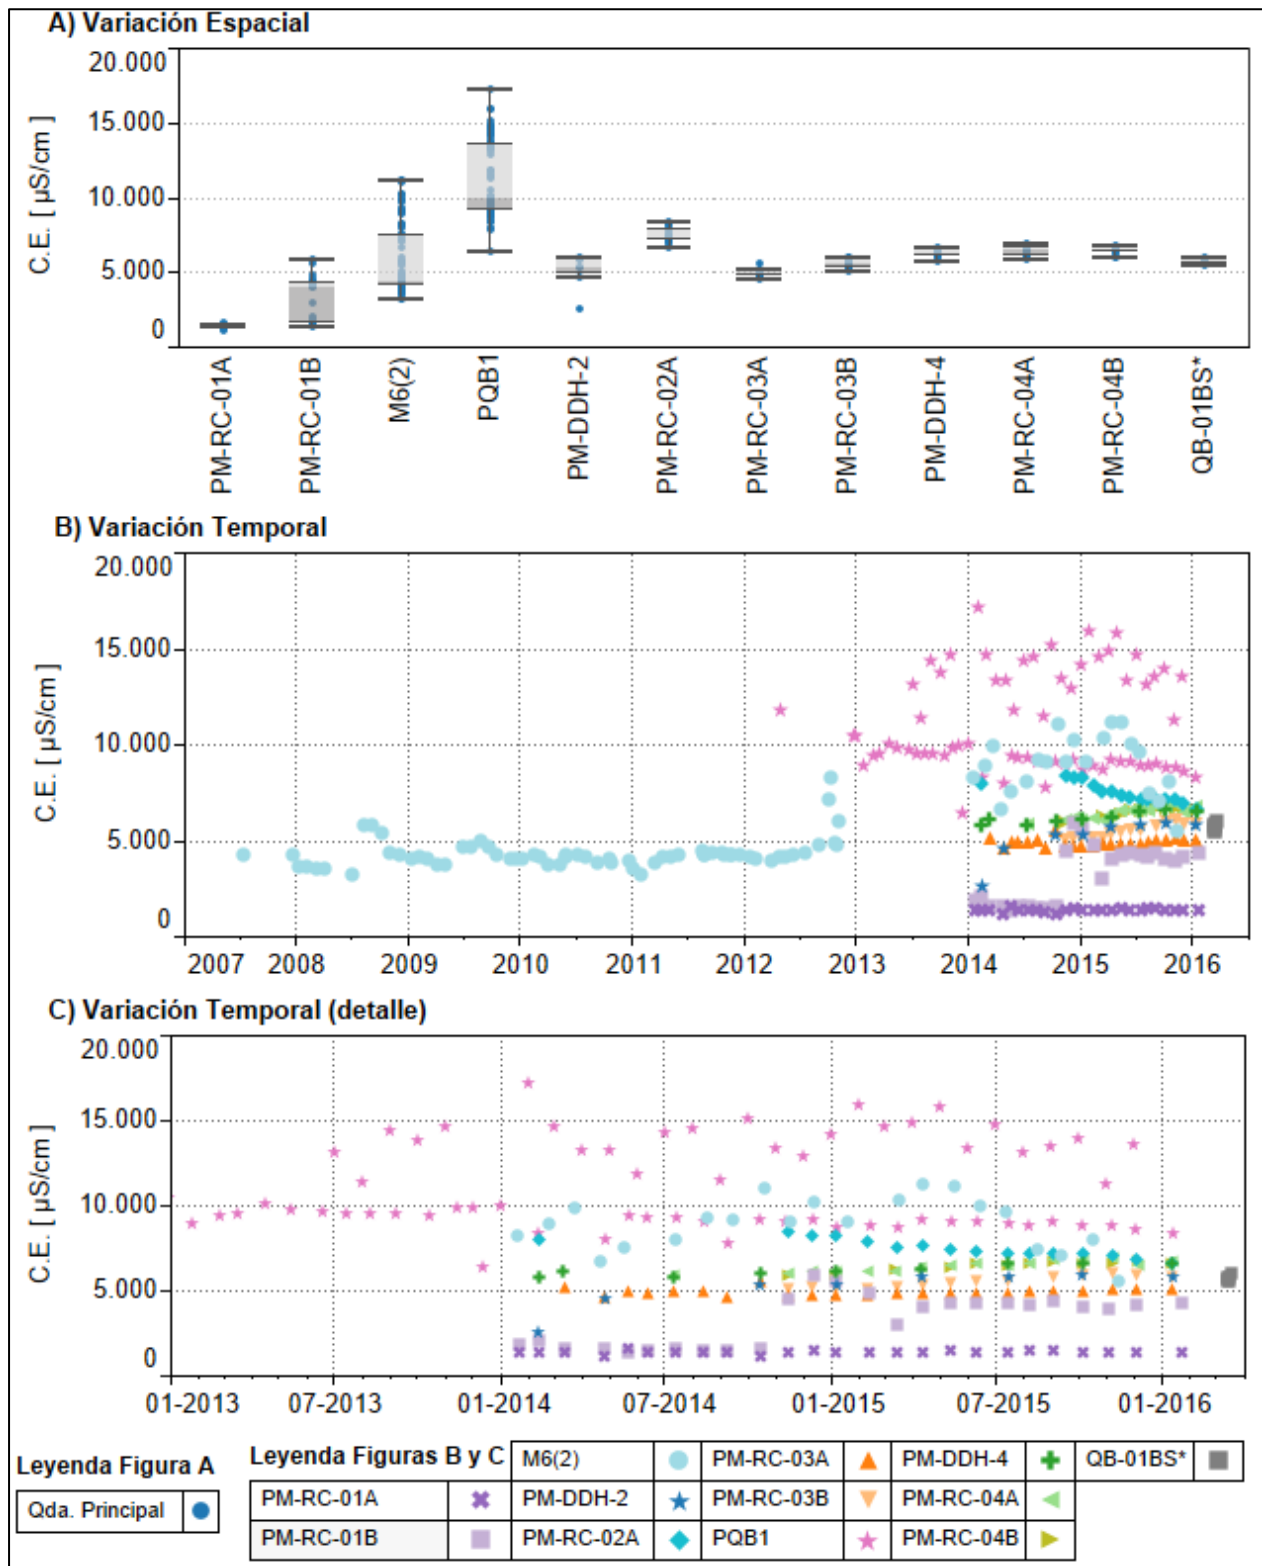 A) Variación Espacial
20.000
15.000
10.000
5.000
0
C.E. [ µS/cm ]
PM-RC-01A
PM-RC-01B
M6(2)
PQB1
PM-DDH-2
PM-RC-02A
PM-RC-03A
PM-RC-03B
PM-DDH-4
PM-RC-04A
PM-RC-04B
QB-01BS*
B) Variación Temporal
20.000
15.000
10.000
5.000
0
C.E. [ µS/cm ]
2007 2008 2009 2010 2011 2012 2013 2014 2015 2016
C) Variación Temporal (detalle)
20.000
15.000
10.000
5.000
0
C.E. [ µS/cm ]
01-2013 07-2013 01-2014 07-2014 01-2015 07-2015 01-2016
Leyenda Figura A
Qda. Principal
Leyenda Figuras B y C M6(2) PM-RC-03A PM-DDH-4 QB-01BS*
PM-RC-01A PM-DDH-2 PM-RC-03B PM-RC-04A
PM-RC-01B PM-RC-02A PQB1 PM-RC-04B